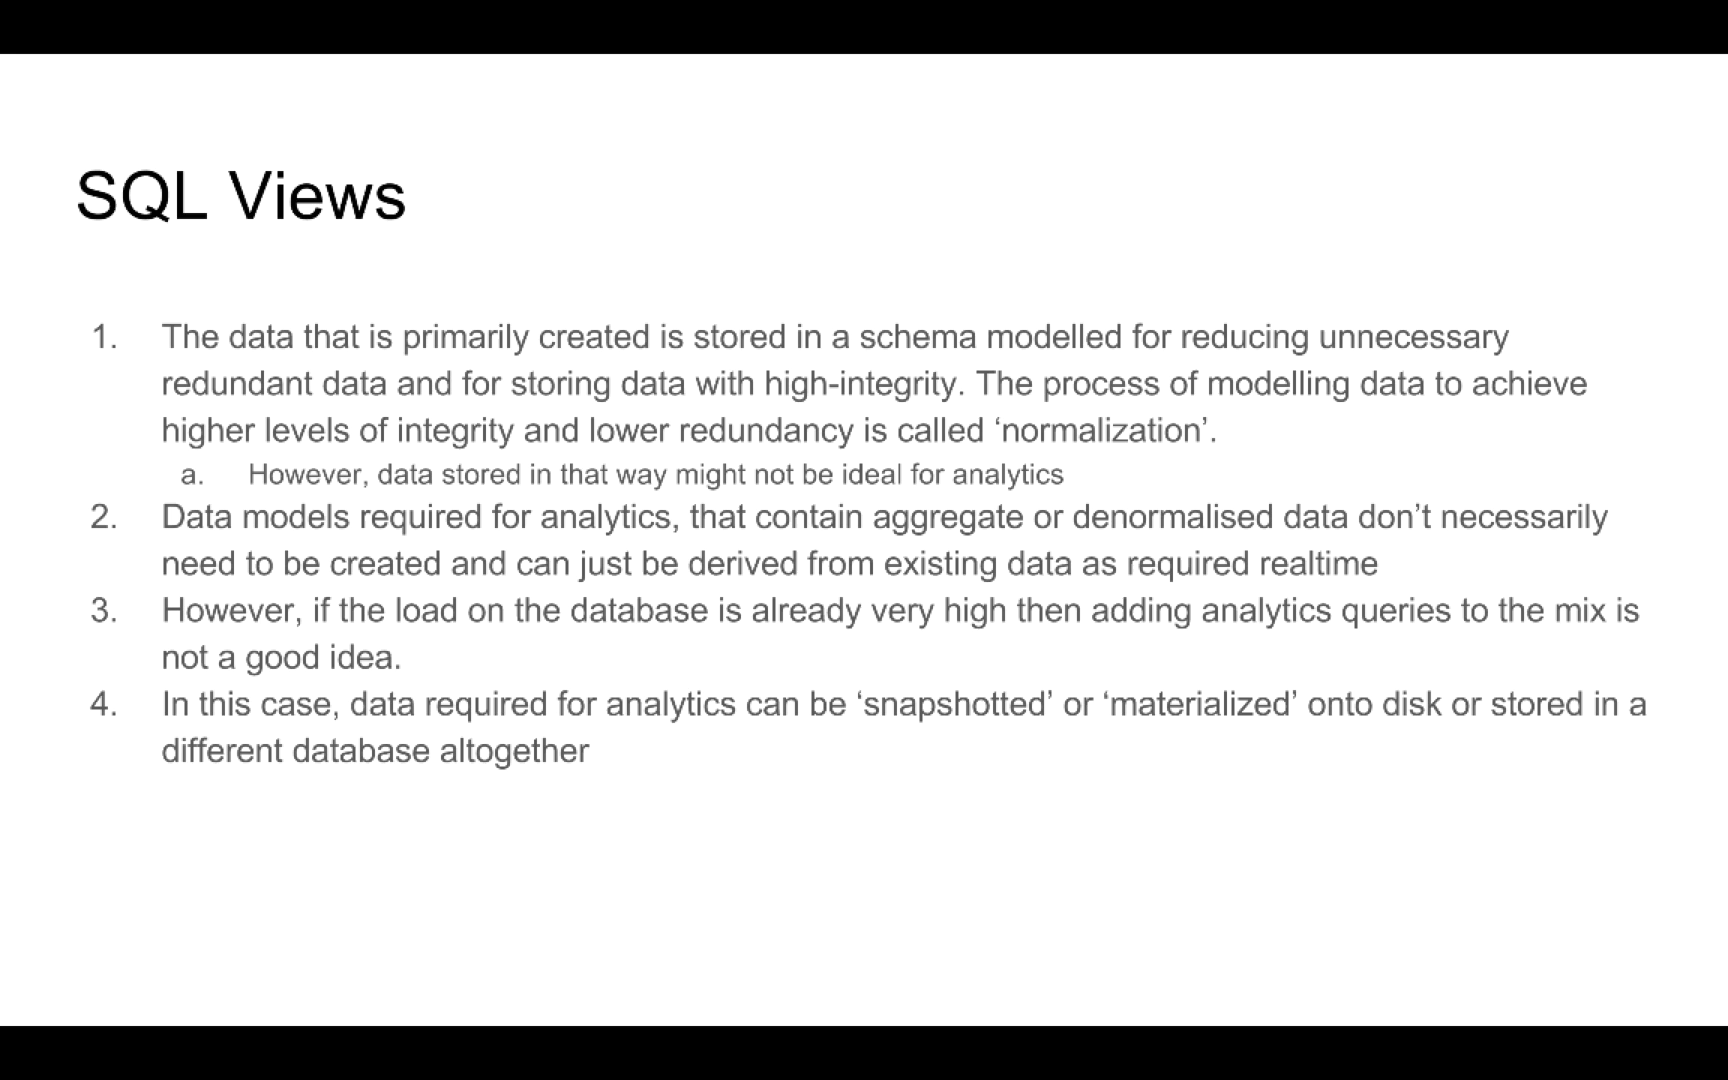 SQL Views
1. The data that is primarily created is stored in a schema modelled for reducing unnecessary
redundant data and for storing data with high-integrity. The process of modelling data to achieve
higher levels of integrity and lower redundancy is called ‘normalization’.
a. However, data stored in that way might not be ideal for analytics
2. Data models required for analytics, that contain aggregate or denormalised data don’t necessarily
need to be created and can just be derived from existing data as required realtime
3. However, if the load on the database is already very high then adding analytics queries to the mix is
not a good idea.
4. In this case, data required for analytics can be ‘snapshotted’ or ‘materialized’ onto disk or stored in a
different database altogether